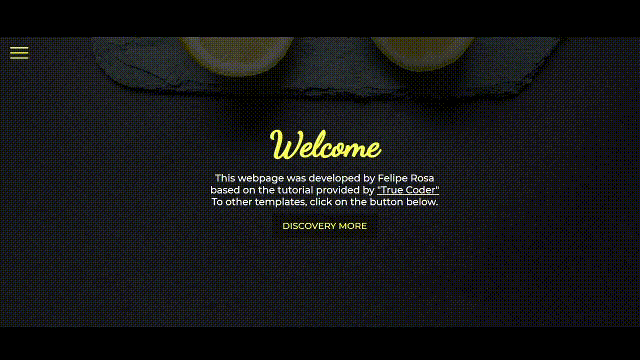 Welcome
This webpage was developed by Felipe Rosa
based on the tutorial provided by "True Coder"
To other templates, click on the button below.
DISCOVERY MORE